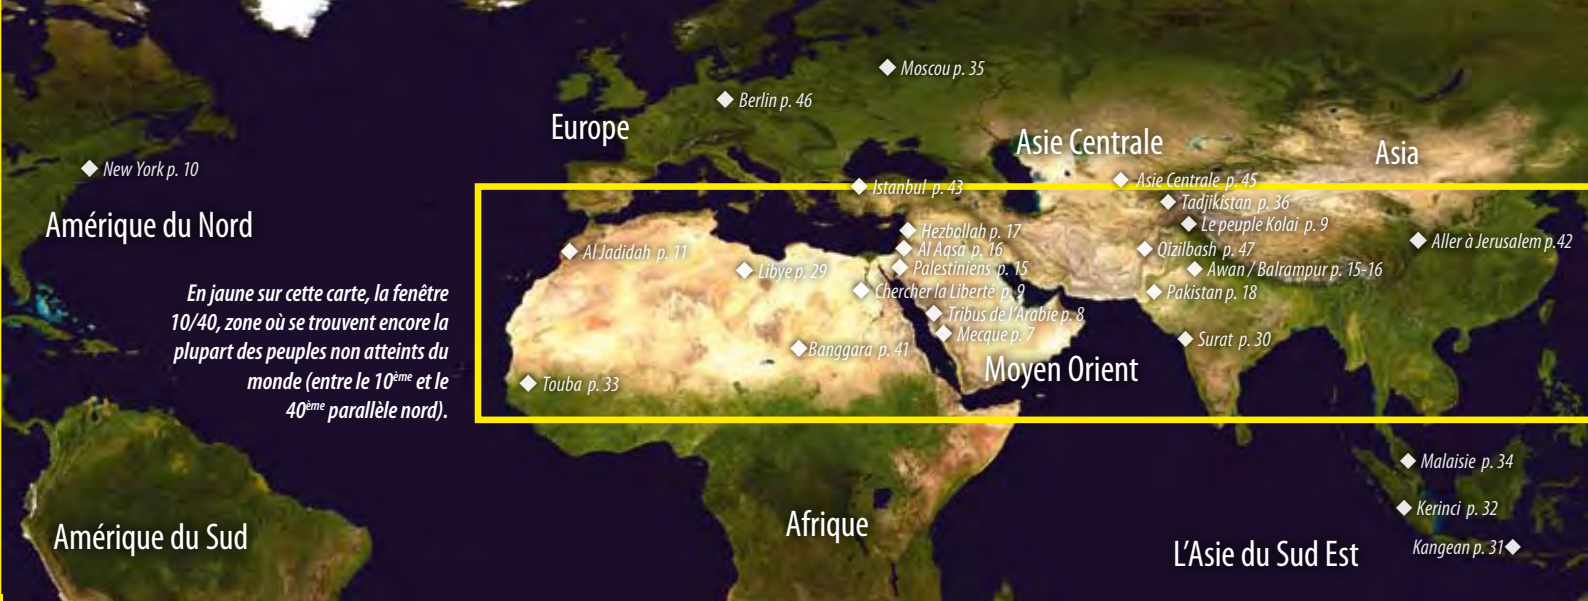 Moscou p. 35
Berlin p. 46
Europe
Asie Centrale
Asia
New York p. 10
Asie Centrale p. 45
Istanbul p. 43
Tadjikistan p. 36
Amérique du Nord
Le peuple Kolai p. 9
Hezbollah p. 17
Aller à Jerusalem p.42
Al Jadidah p. 11
Al Aqsa p. 16
Qizilbash p. 47
Libye p. 29
Palestiniens p. 15
Awan / Balrampur p. 15-16
Chercher la Liberté p. 9
Pakistan p. 18
En jaune sur cette carte, la fenêtre
10/40, zone où se trouvent encore la
plupart des peuples non atteints du
monde (entre le 10ème et le
40ème parallèle nord).
Tribus de l'Arabie p. 8
Mecque p. 7
Surat p. 30
Banggara p. 41
Moyen Orient
Touba p. 33
Malaisie p. 34
Kerinci p. 32
Afrique
Amérique du Sud
Kangean p. 31
L'Asie du Sud Est